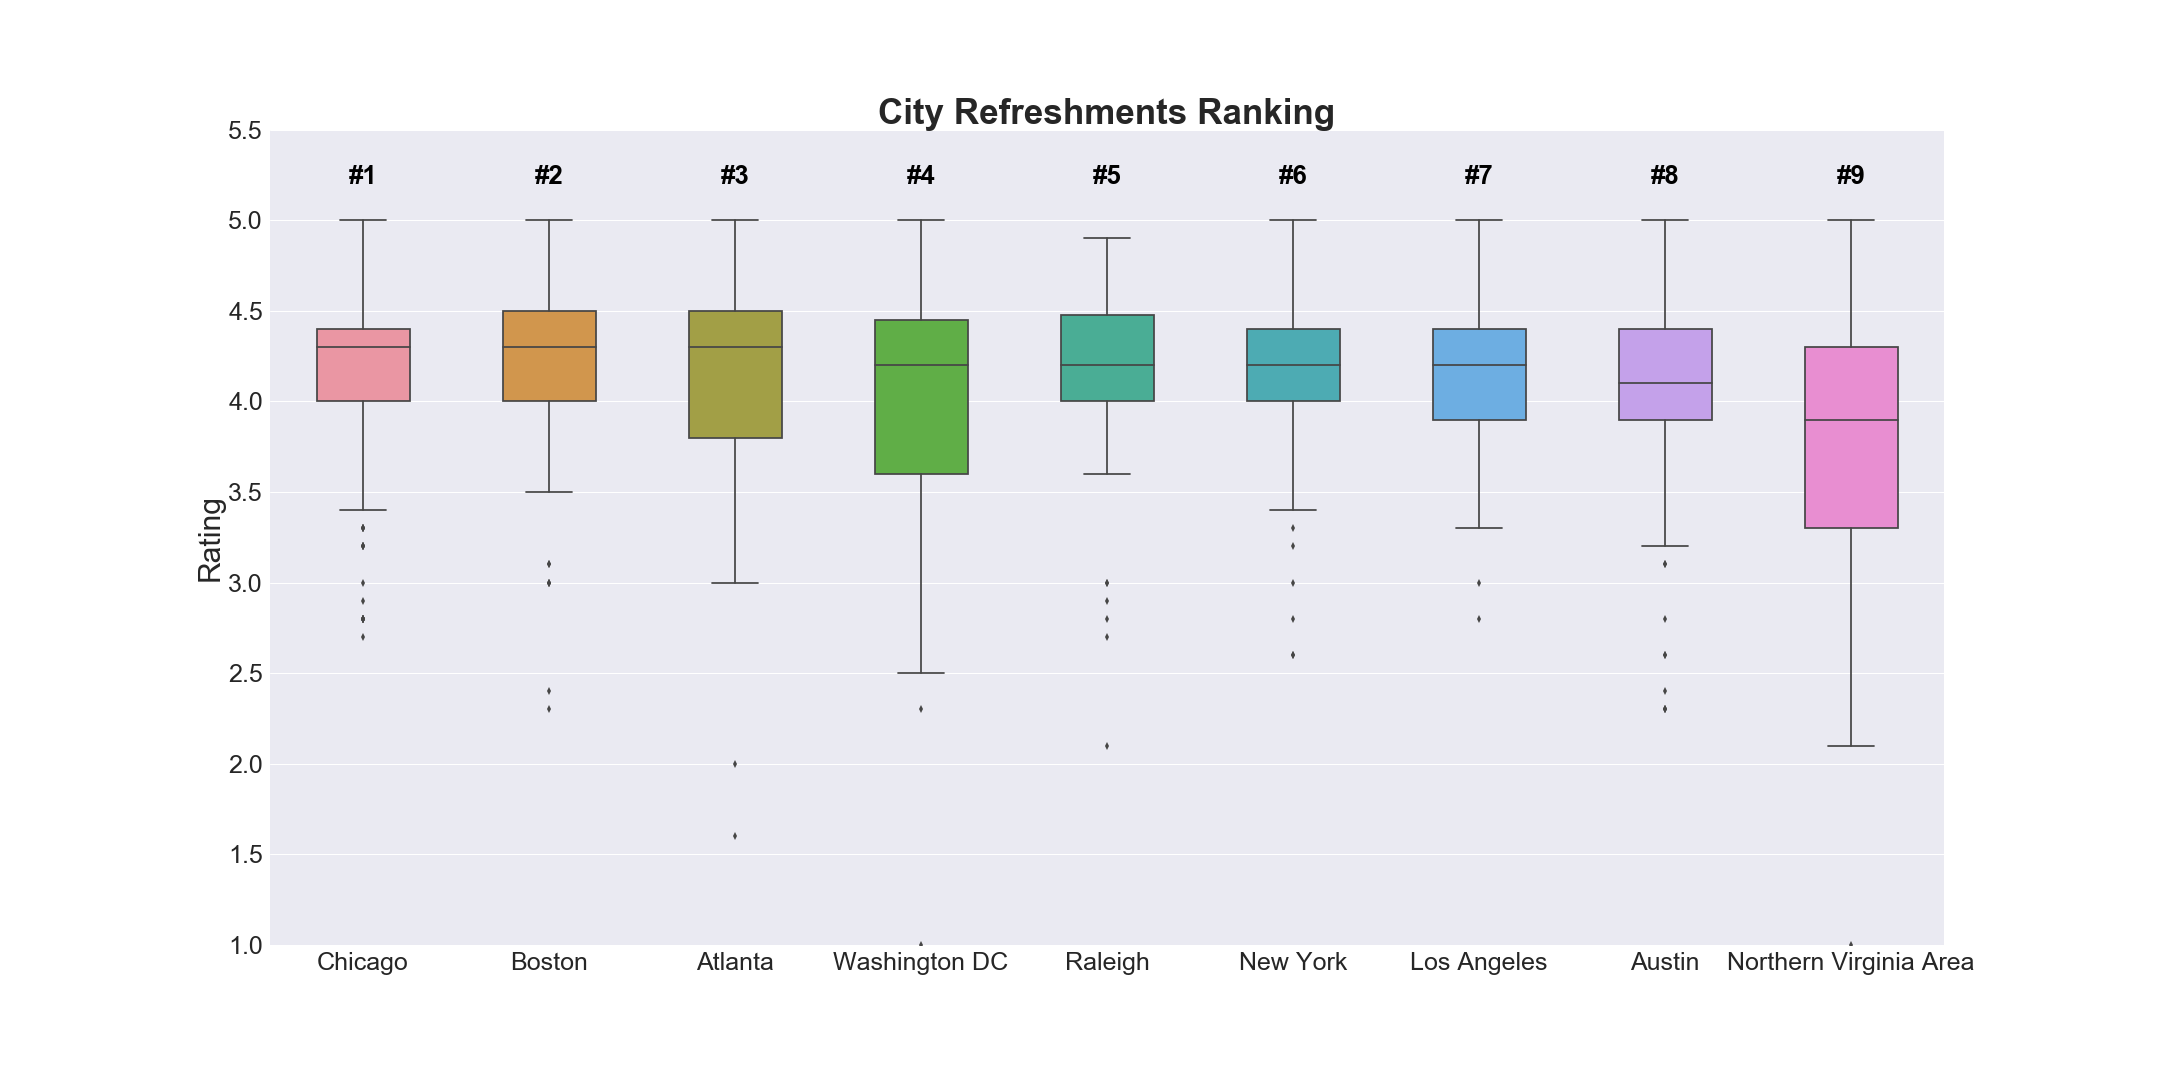 City Refreshments Ranking
5.5
#1 #2 #3 #4 #5 #6 #7 #8 #9
5.0
4.5
4.0
3.5
Rating
3.0
2.5
2.0
1.5
1.0
Chicago Boston Atlanta Washington DC Raleigh New York Los Angeles Austin Northern Virginia Area